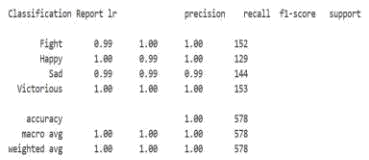 Classification Report lr precision recall f1-score support
Fight 0.99 1.00 1.00 152
Happy 1.00 0.99 1.00 129
Sad 0.99 0.99 0.99 144
Victorious 1.00 1.00 1.00 153
accuracy 1.00 578
macro avg 1.00 1.00 1.00 578
weighted avg 1.00 1.00 1.00 578